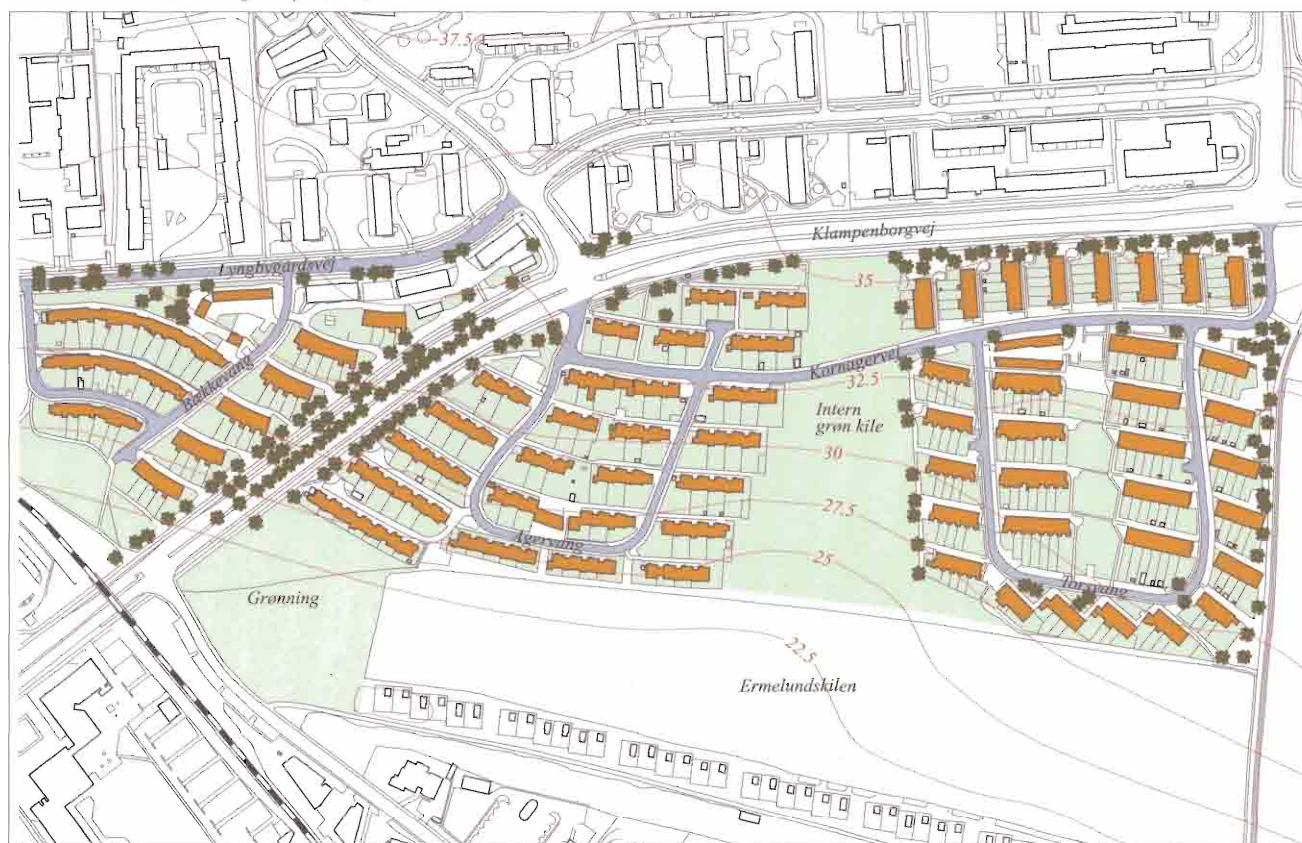 37.5
Klampenborgvej
Lyngbygårdsvej
35
Kornagervej
32.5
Bækkevang
Intern
grøn kile
30
27.5
Agervang
25
Torsvang
Grønning
22.5
Ermelundskilen